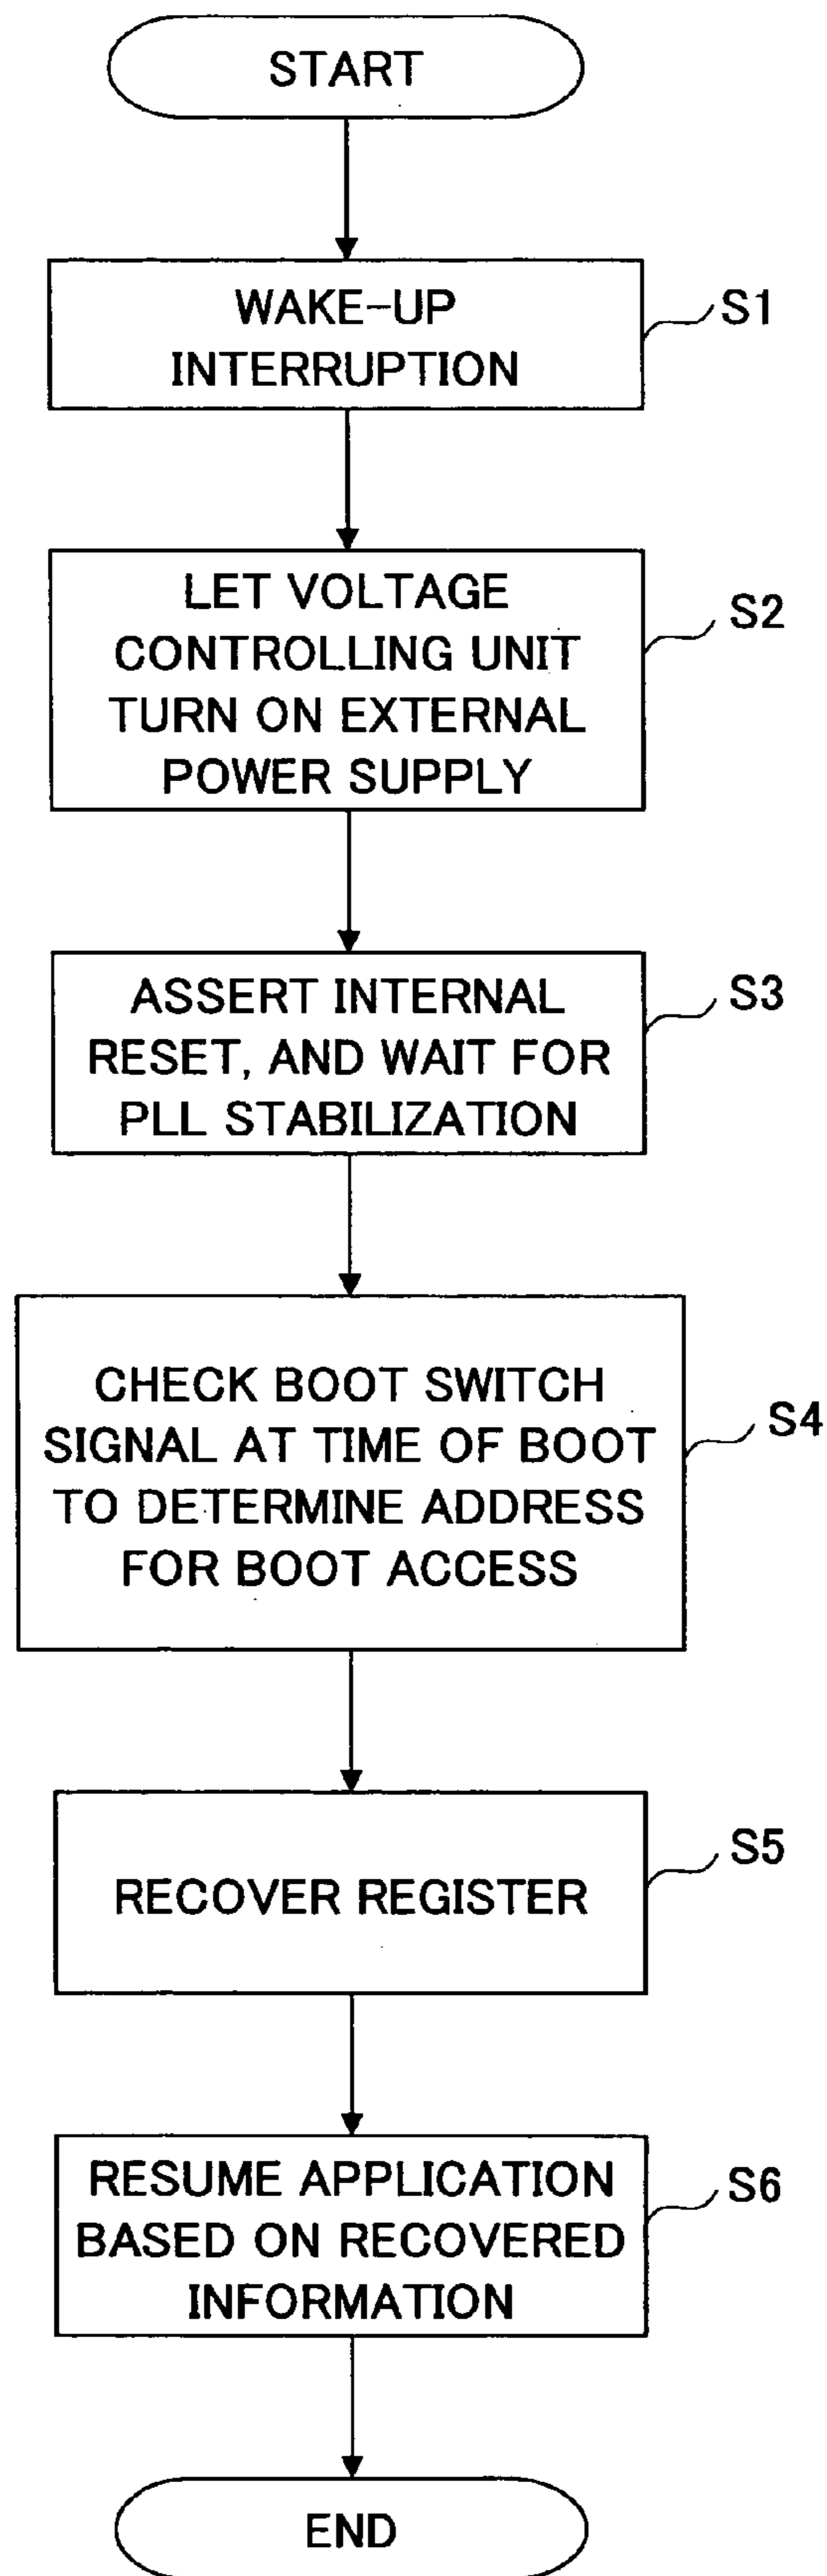 START
WAKE-UP
INTERRUPTION
S1
LET VOLTAGE
CONTROLLING UNIT
TURN ON EXTERNAL
POWER SUPPLY
S2
ASSERT INTERNAL
RESET, AND WAIT FOR
PLL STABILIZATION
S3
CHECK BOOT SWITCH
SIGNAL AT TIME OF BOOT
TO DETERMINE ADDRESS
FOR BOOT ACCESS
S4
RECOVER REGISTER
S5
RESUME APPLICATION
BASED ON RECOVERED
INFORMATION
S6
END